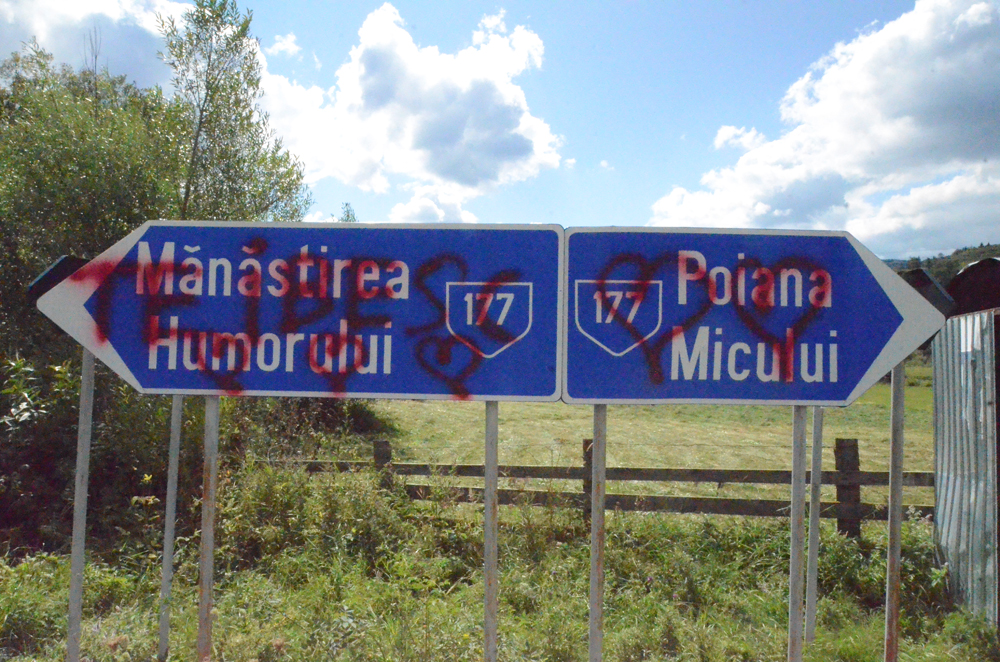 Mănăstirea
Humorului
177
177
Poiana
Micului